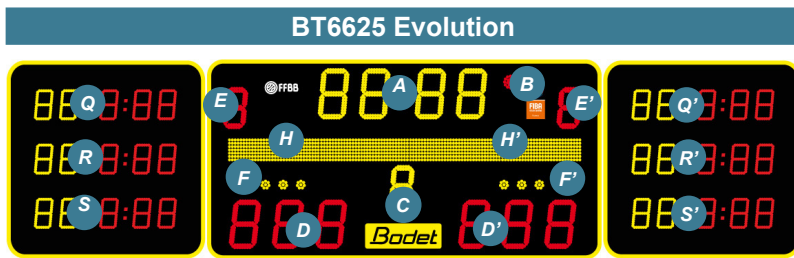 BT6625 Evolution
Q E FFBB A B E' Q'
FIBA
H H'
R F F' R'
C
S D Bodet D' S'